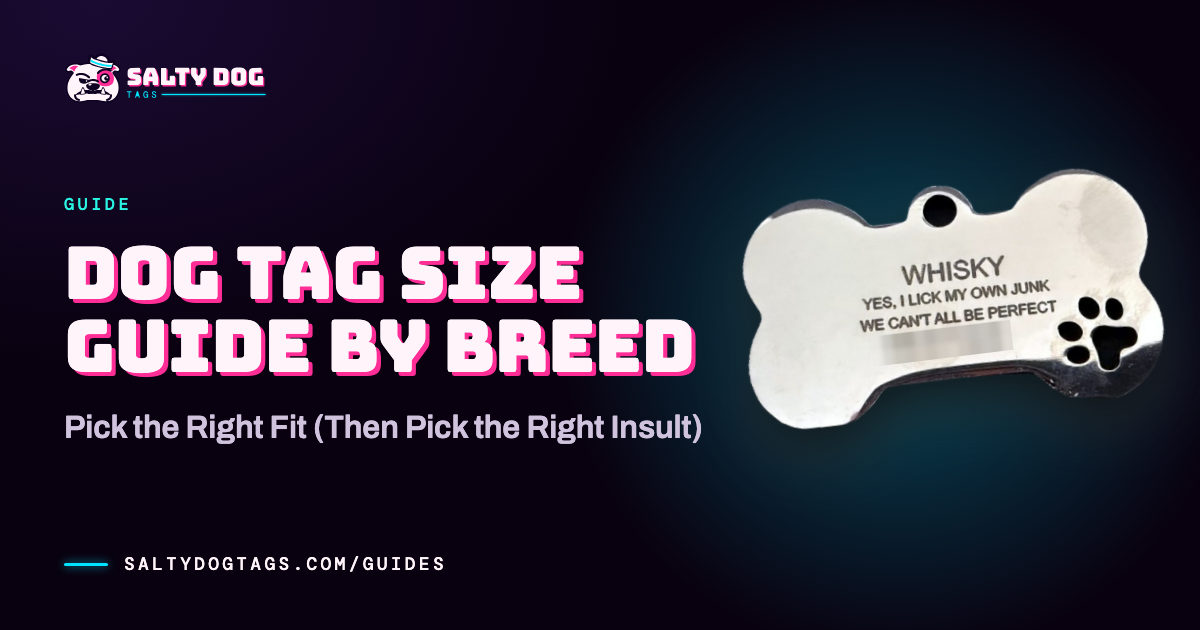 SALTY DOG
TAGS
GUIDE
DOG TAG SIZE
GUIDE BY BREED
Pick the Right Fit (Then Pick the Right Insult)
SALTYDOGTAGS.COM/GUIDES
WHISKY
YES, I LICK MY OWN JUNK
WE CAN'T ALL BE PERFECT